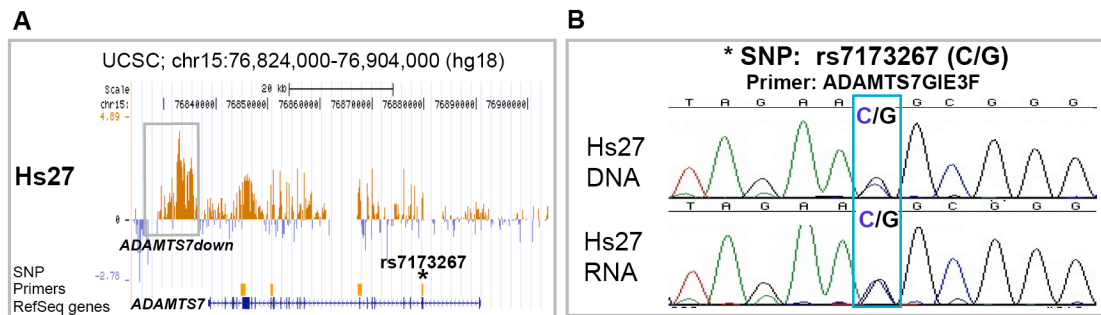 A
UCSC; chr15:76,824,000-76,904,000 (hg18)
Scale
20 kb
chr15:
76840000
76850000
76860000
76870000
76880000
76890000
76900000
4.89 -
Hs27
0 -
ADAMTS7down
-2.78 -
rs7173267
*
SNP
Primers
RefSeq genes
ADAMTS7
B
* SNP: rs7173267 (C/G)
Primer: ADAMTS7GIE3F
T A G A A G C G G G
C/G
Hs27
DNA
T A G A A G C G G G
C/G
Hs27
RNA